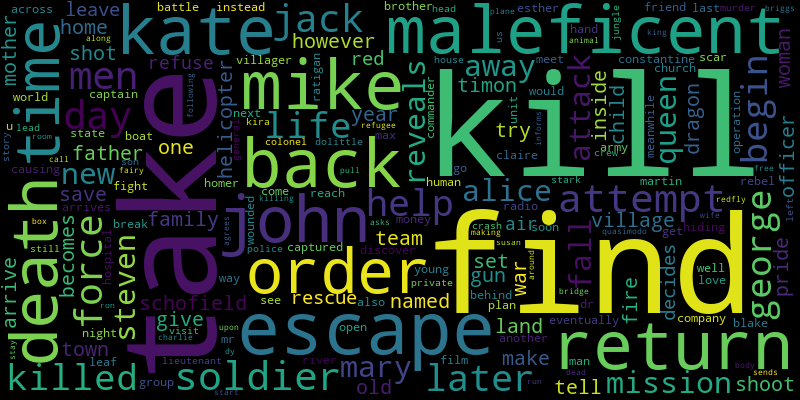 across
leave
battle
instead
brother
head
plane
esther
friend
last
murder
briggs
mother
home
kate
jack
maleficent
us
hand
king
jungle
along
animal
time
shot
refuse
however
red
house
meet
constantine
scar
woman
villager
ratigan
men
mike
away
church
world
captain
helicopter
timon
would
day
following
commander
kill
attack
inside
child
queen
dragon
begin
next
year
reveals
unit
meanwhile
operation
u
lead
state
boat
kira
life
try
army
officer
story
room
one
colonel
max
informs
father
call
general
refugee
dolittle
claire
crew
rebel
causing
son
fairy
back
pull
go
martin
free
new
fight
homer
come
reach
human
stark
alice
save
john
help
attempt
redfly
wife
family
wounded
money
radio
village
hiding
george
pride
left
death
arrives
break
agrees
asks
crash
air
soon
quasimodo
get
box
becomes
force
hospital
police
captured
team
making
susan
fall
well
love
still
steven
way
discover
find
around
decides
take
order
young
set
gun
war
bridge
dr
arrive
schofield
see
rescue
also
named
private
behind
plan
fire
run
give
night
visit
upon
open
land
eventually
company
blake
stay
town
charlie
mr
escape
another
return
leaf
lieutenant
dy
river
film
make
man
body
killed
group
soldier
mary
old
later
run
tell
dead
mission
sends
shoot
start